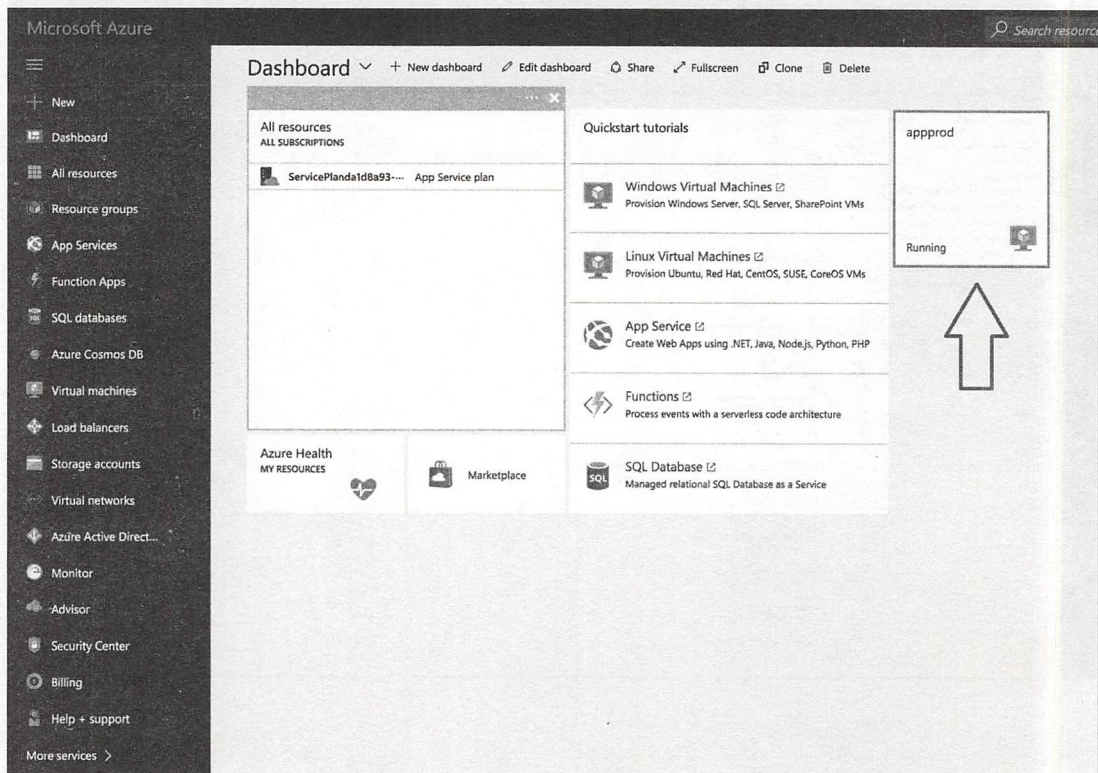 Microsoft Azure
Search resource
New
Dashboard
All resources
Resource groups
App Services
Function Apps
SQL databases
Azure Cosmos DB
Virtual machines
Load balancers
Storage accounts
Virtual networks
Azure Active Direct...
Monitor
Advisor
Security Center
Billing
Help + support
More services >
Dashboard
+ New dashboard
Edit dashboard
Share
Fullscreen
Clone
Delete
All resources
ALL SUBSCRIPTIONS
ServicePlanda1d8a93-... App Service plan
Azure Health
MY RESOURCES
Marketplace
Quickstart tutorials
Windows Virtual Machines
Provision Windows Server, SQL Server, SharePoint VMs
Linux Virtual Machines
Provision Ubuntu, Red Hat, CentOS, SUSE, CoreOS VMs
App Service
Create Web Apps using .NET, Java, Node.js, Python, PHP
Functions
Process events with a serverless code architecture
SQL
SQL Database
Managed relational SQL Database as a Service
appprod
Running